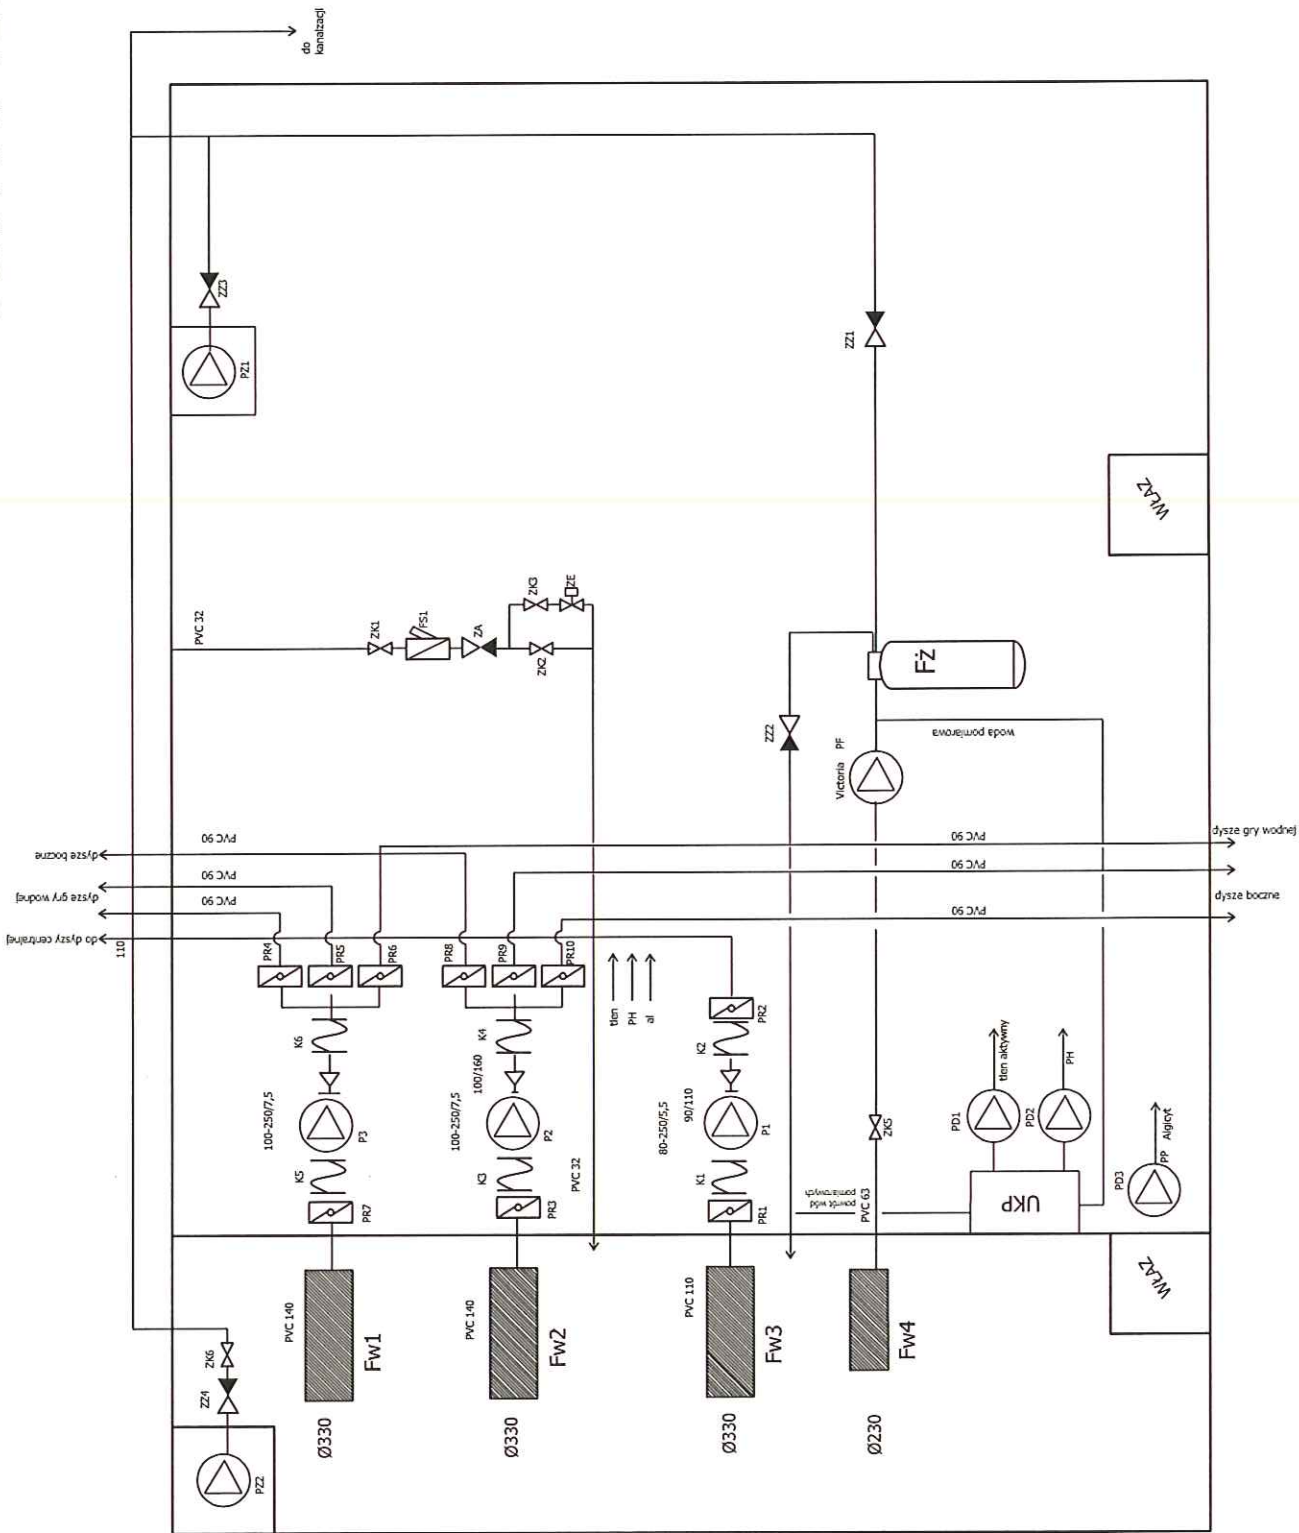 do
kanalizacji
ZZ3
PZ1
ZZ1
WŁAZ
PVC 32
ZK1
FS1
ZA
ZK3
ZE
ZK2
FŻ
ZZ2
Victoria PF
woda pomiarowa
dysze boczne
PVC 90
dysze gry wodnej
PVC 90
PVC 90
do dyszy centralnej
110
PVC 90
dysze gry wodnej
PVC 90
PVC 90
dysze boczne
PR4
PR5
PR6
PR8
PR9
PR10
tlen
PH
al
PR2
K6
K4
K2
100/160
90/110
100-250/7,5
100-250/7,5
80-250/5,5
P3
P2
P1
ZK5
K5
K3
K1
PR7
PR3
PR1
PVC 32
powrót wód
pomiarowych
PVC 63
tlen aktywny
PH
PD1
PD2
UKP
PP Algicyt
PD3
WŁAZ
PVC 140
Fw1
PVC 140
Fw2
PVC 110
Fw3
Fw4
Ø330
Ø330
Ø330
Ø230
ZK6
ZZ4
PZ2